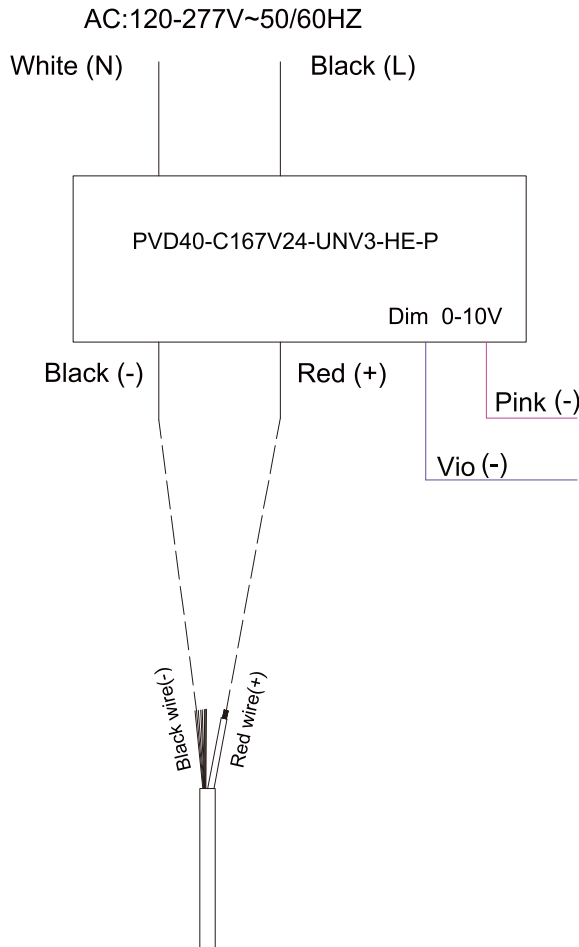 AC:120-277V~50/60HZ
White (N)
Black (L)
PVD40-C167V24-UNV3-HE-P
Dim 0-10V
Black (-)
Red (+)
Pink (-)
Vio (-)
Black wire(-)
Red wire(+)